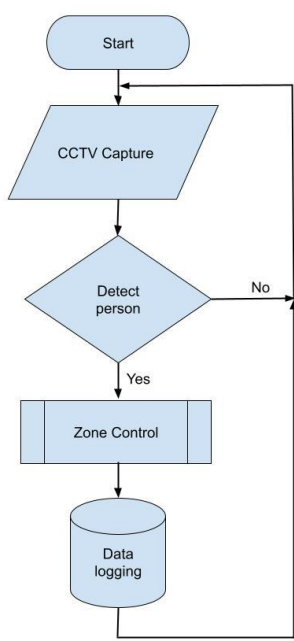 Start
CCTV Capture
Detect
person
No
Yes
Zone Control
Data
logging